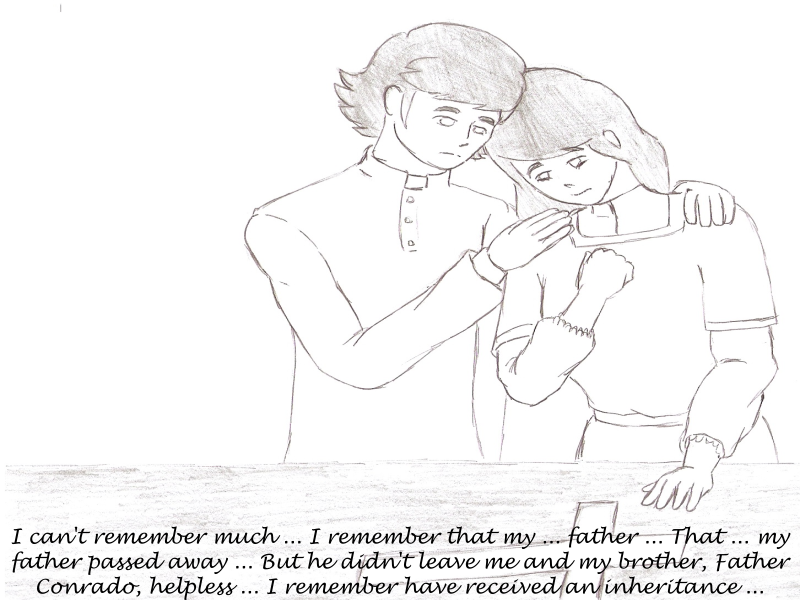 I can't remember much ... I remember that my ... father ... That ... my
father passed away ... But he didn't leave me and my brother, Father
Conrado, helpless ... I remember have received an inheritance ...